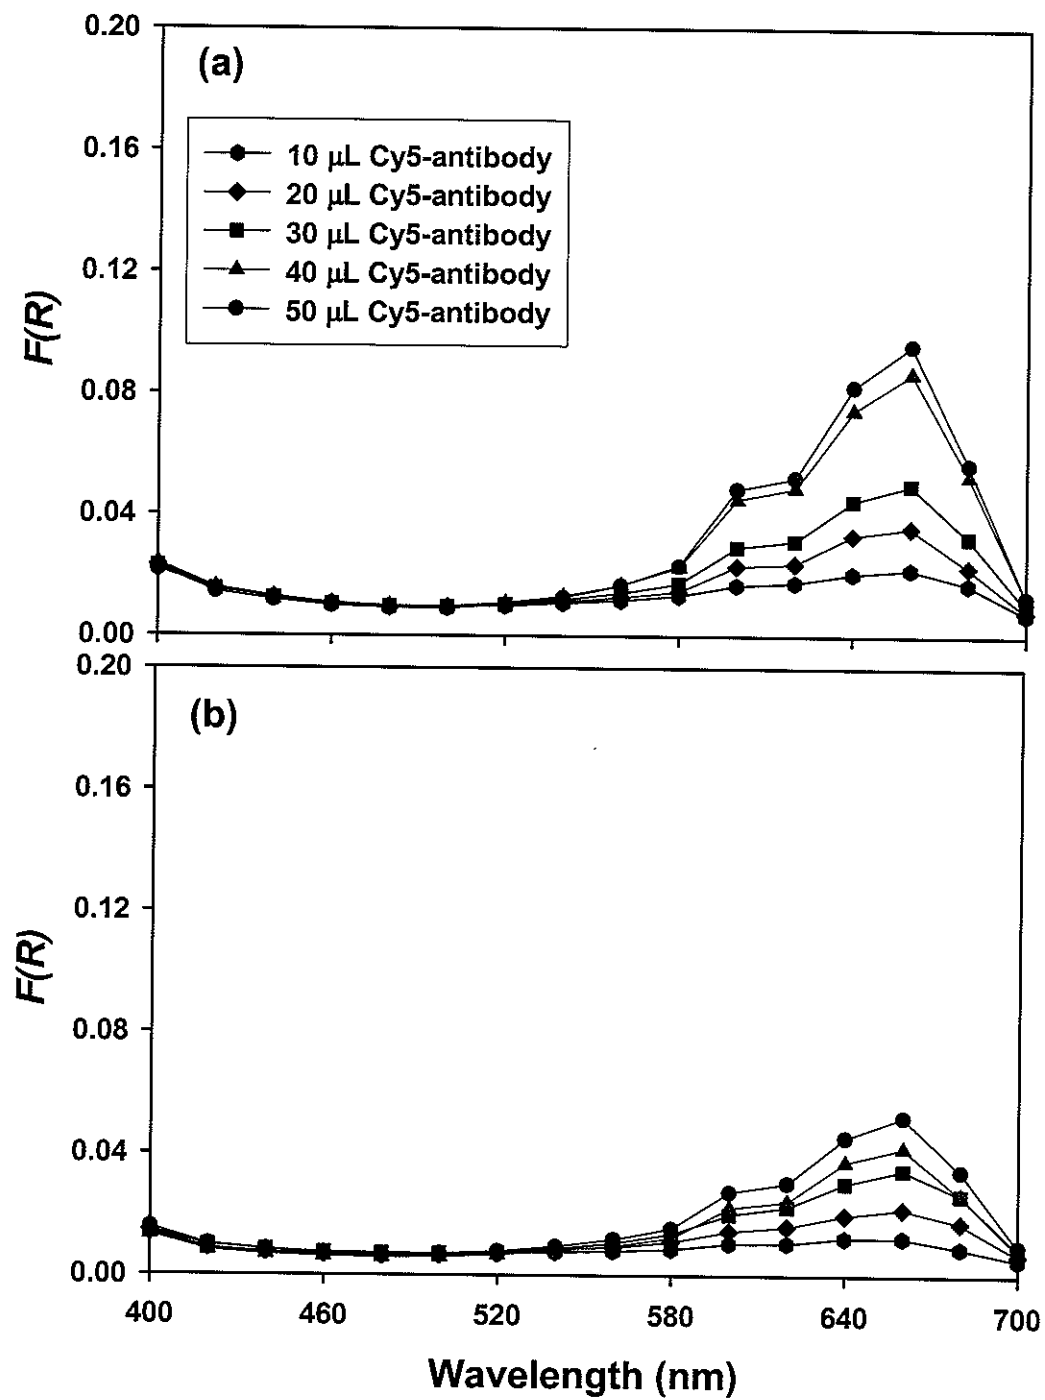 0.20
(a)
0.16
10 μL Cy5-antibody
20 μL Cy5-antibody
30 μL Cy5-antibody
40 μL Cy5-antibody
50 μL Cy5-antibody
0.12
F(R)
0.08
0.04
0.00
0.20
(b)
0.16
0.12
F(R)
0.08
0.04
0.00
400 460 520 580 640 700
Wavelength (nm)